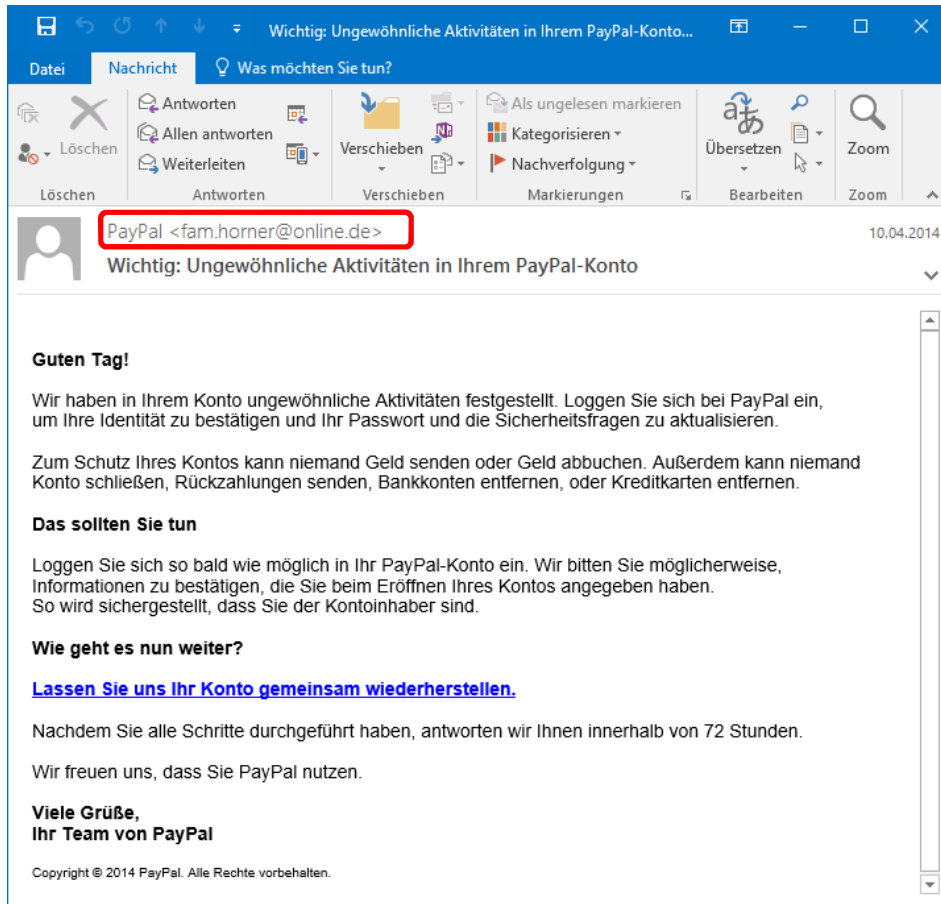 Wichtig: Ungewöhnliche Aktivitäten in Ihrem PayPal-Konto...
Datei Nachricht Was möchten Sie tun?
Löschen
Antworten
Allen antworten
Weiterleiten
Verschieben
Als ungelesen markieren
Kategorisieren
Nachverfolgung
Übersetzen
Zoom
Löschen Antworten Verschieben Markierungen Bearbeiten Zoom
PayPal <fam.horner@online.de>
10.04.2014
Wichtig: Ungewöhnliche Aktivitäten in Ihrem PayPal-Konto
Guten Tag!
Wir haben in Ihrem Konto ungewöhnliche Aktivitäten festgestellt. Loggen Sie sich bei PayPal ein,
um Ihre Identität zu bestätigen und Ihr Passwort und die Sicherheitsfragen zu aktualisieren.
Zum Schutz Ihres Kontos kann niemand Geld senden oder Geld abbuchen. Außerdem kann niemand
Konto schließen, Rückzahlungen senden, Bankkonten entfernen, oder Kreditkarten entfernen.
Das sollten Sie tun
Loggen Sie sich so bald wie möglich in Ihr PayPal-Konto ein. Wir bitten Sie möglicherweise,
Informationen zu bestätigen, die Sie beim Eröffnen Ihres Kontos angegeben haben.
So wird sichergestellt, dass Sie der Kontoinhaber sind.
Wie geht es nun weiter?
Lassen Sie uns Ihr Konto gemeinsam wiederherstellen.
Nachdem Sie alle Schritte durchgeführt haben, antworten wir Ihnen innerhalb von 72 Stunden.
Wir freuen uns, dass Sie PayPal nutzen.
Viele Grüße,
Ihr Team von PayPal
Copyright © 2014 PayPal. Alle Rechte vorbehalten.